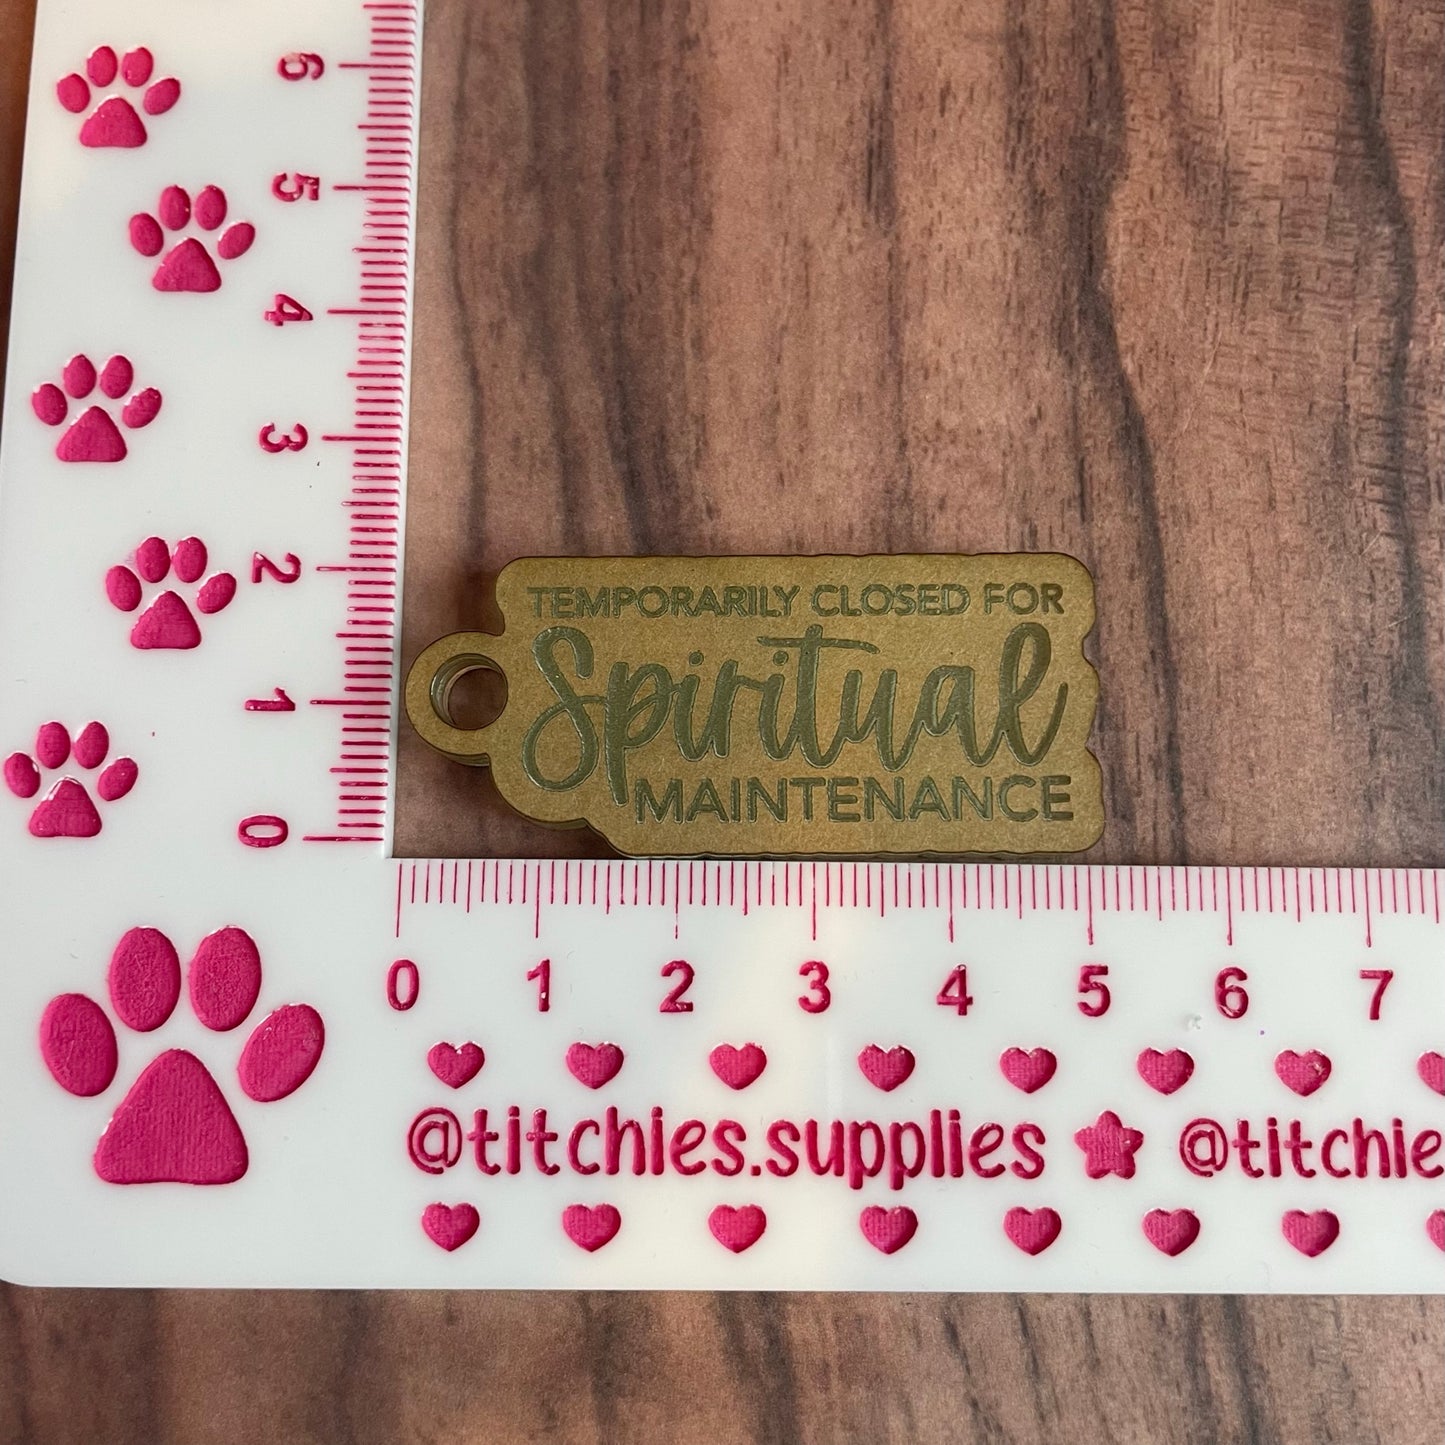 6
5
4
3
2
1
0
TEMPORARILY CLOSED FOR
Spiritual
MAINTENANCE
0 1 2 3 4 5 6 7
@titchies.supplies ★ @titchie